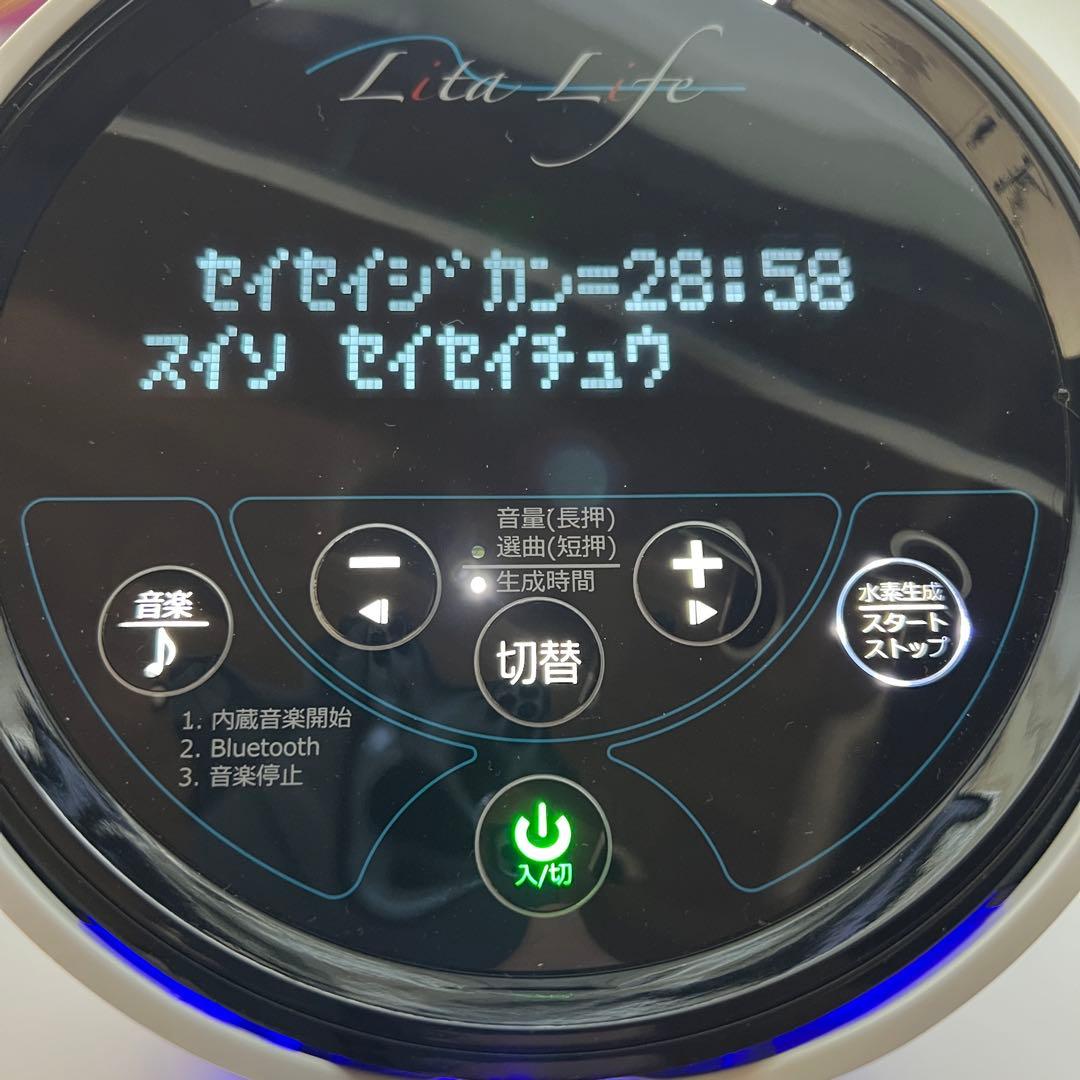 Lita Life
セイセイジカン=28:58
スイソ セイセイチュウ
音量(長押)
選曲(短押)
生成時間
音楽
切替
水素生成
スタート
ストップ
1. 内蔵音楽開始
2. Bluetooth
3. 音楽停止
入/切